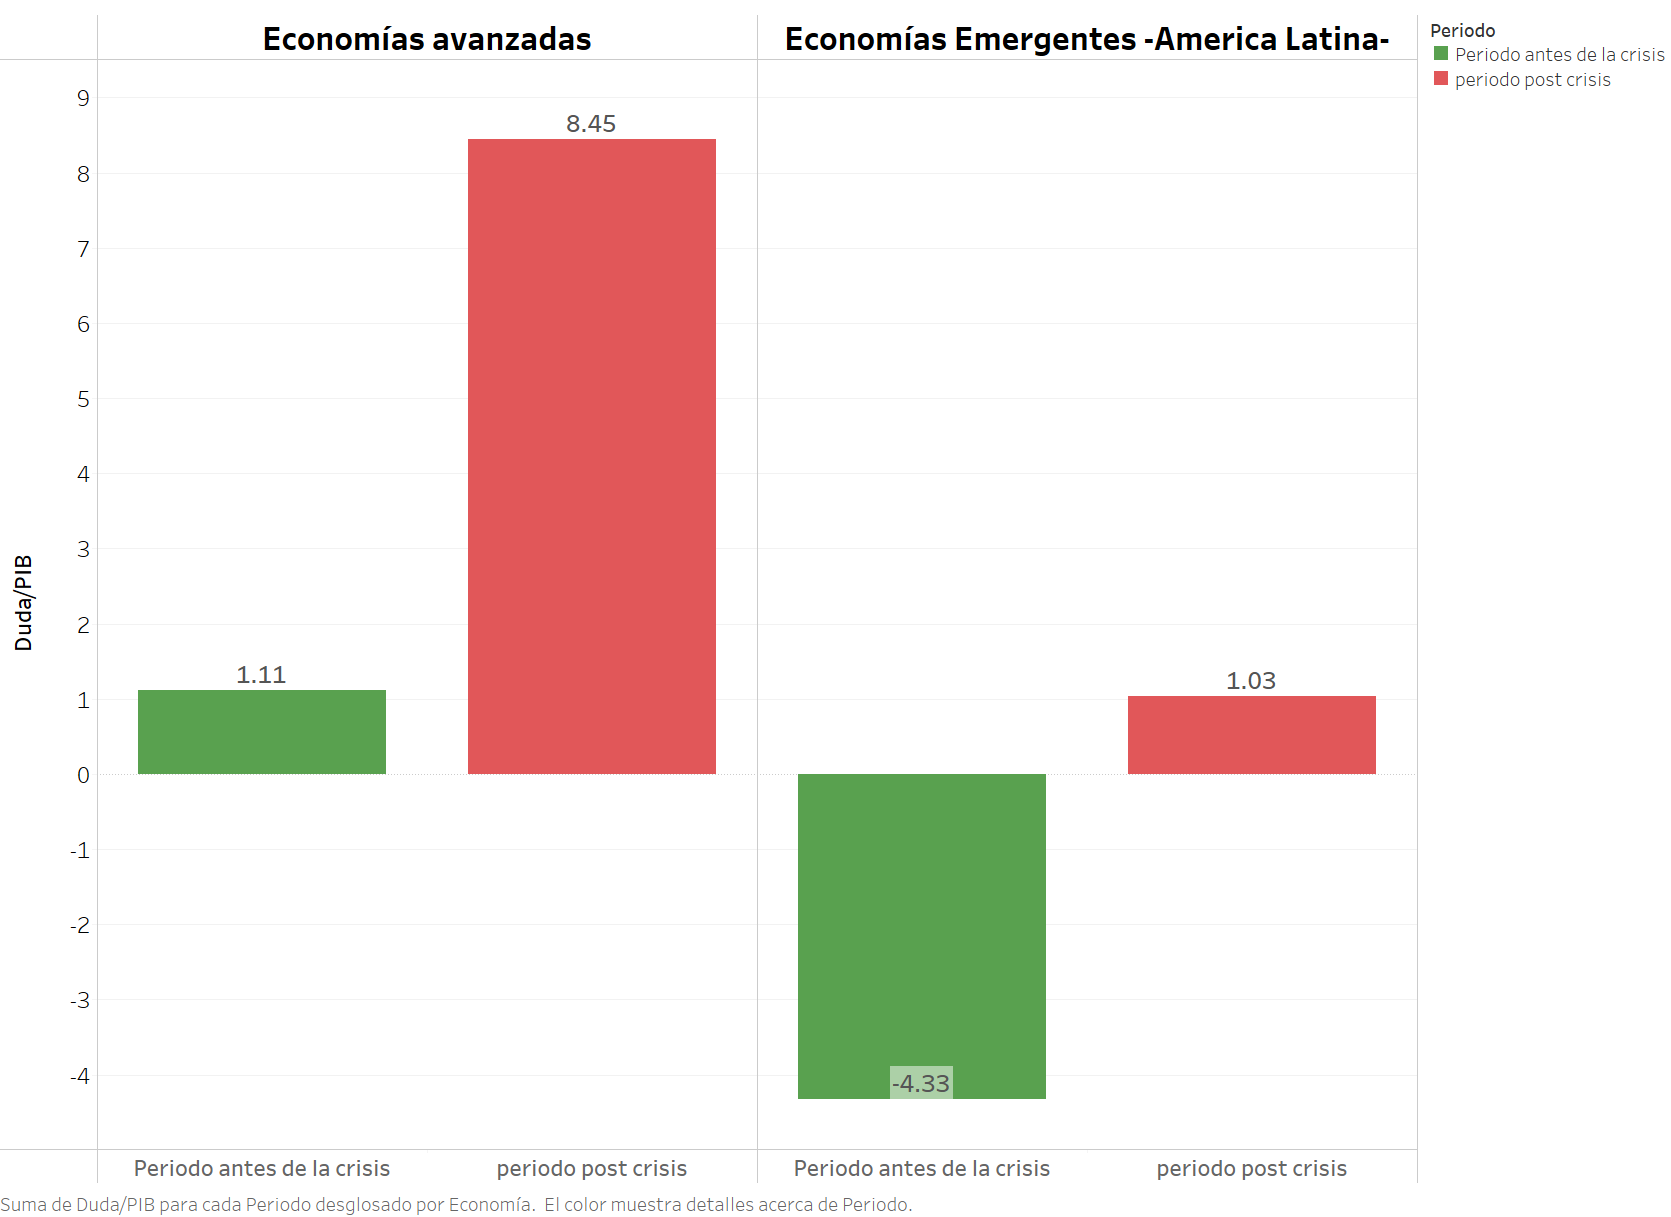 Economías avanzadas
Economías Emergentes -America Latina-
Periodo
Periodo antes de la crisis
periodo post crisis
Duda/PIB
9
8
7
6
5
4
3
2
1
0
-1
-2
-3
-4
1.11
8.45
-4.33
1.03
Periodo antes de la crisis
periodo post crisis
Periodo antes de la crisis
periodo post crisis
Suma de Duda/PIB para cada Periodo desglosado por Economía. El color muestra detalles acerca de Periodo.